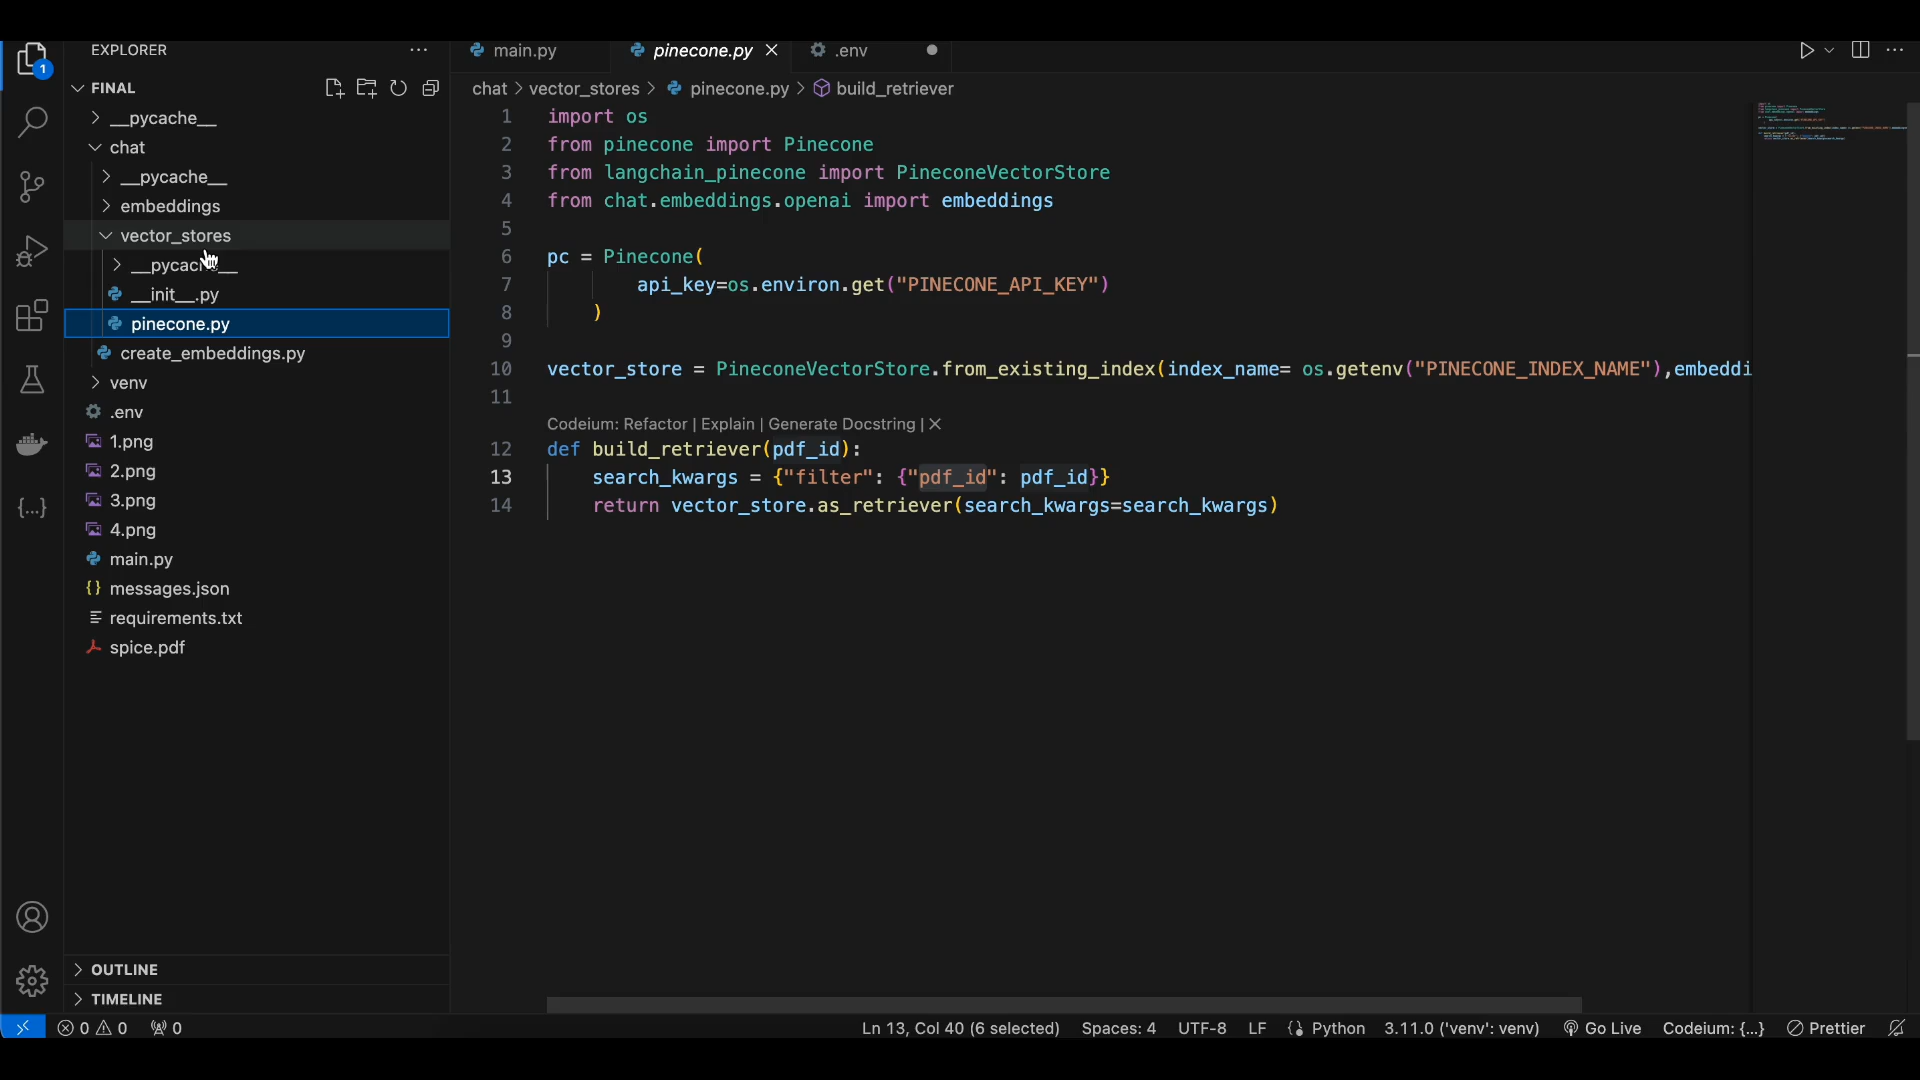 EXPLORER
main.py
pinecone.py
.env
1
FINAL
chat > vector_stores > pinecone.py > build_retriever
__pycache__
chat
__pycache__
embeddings
vector_stores
__init__.py
pinecone.py
create_embeddings.py
venv
.env
1.png
2.png
3.png
4.png
main.py
messages.json
requirements.txt
spice.pdf
OUTLINE
TIMELINE
1 import os
2 from pinecone import Pinecone
3 from langchain_pinecone import PineconeVectorStore
4 from chat.embeddings.openai import embeddings
5
6 pc = Pinecone(
7 api_key=os.environ.get("PINECONE_API_KEY")
8 )
9
10 vector_store = PineconeVectorStore.from_existing_index(index_name= os.getenv("PINECONE_INDEX_NAME"),embeddi
11
Codeium: Refactor | Explain | Generate Docstring | X
12 def build_retriever(pdf_id):
13 search_kwargs = {"filter": {"pdf_id": pdf_id}}
14 return vector_store.as_retriever(search_kwargs=search_kwargs)
0 0 0
Ln 13, Col 40 (6 selected) Spaces: 4 UTF-8 LF Python 3.11.0 ('venv': venv) Go Live Codeium: {...} Prettier